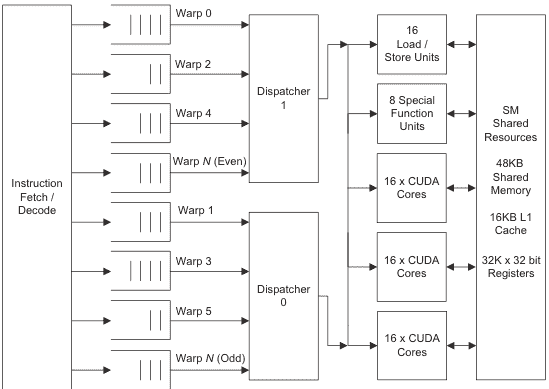 Instruction
Fetch /
Decode
Warp 0
Warp 2
Warp 4
Warp N (Even)
Warp 1
Warp 3
Warp 5
Warp N (Odd)
Dispatcher
1
Dispatcher
0
16
Load /
Store Units
8 Special
Function
Units
16 x CUDA
Cores
16 x CUDA
Cores
16 x CUDA
Cores
SM
Shared
Resources
48KB
Shared
Memory
16KB L1
Cache
32K x 32 bit
Registers